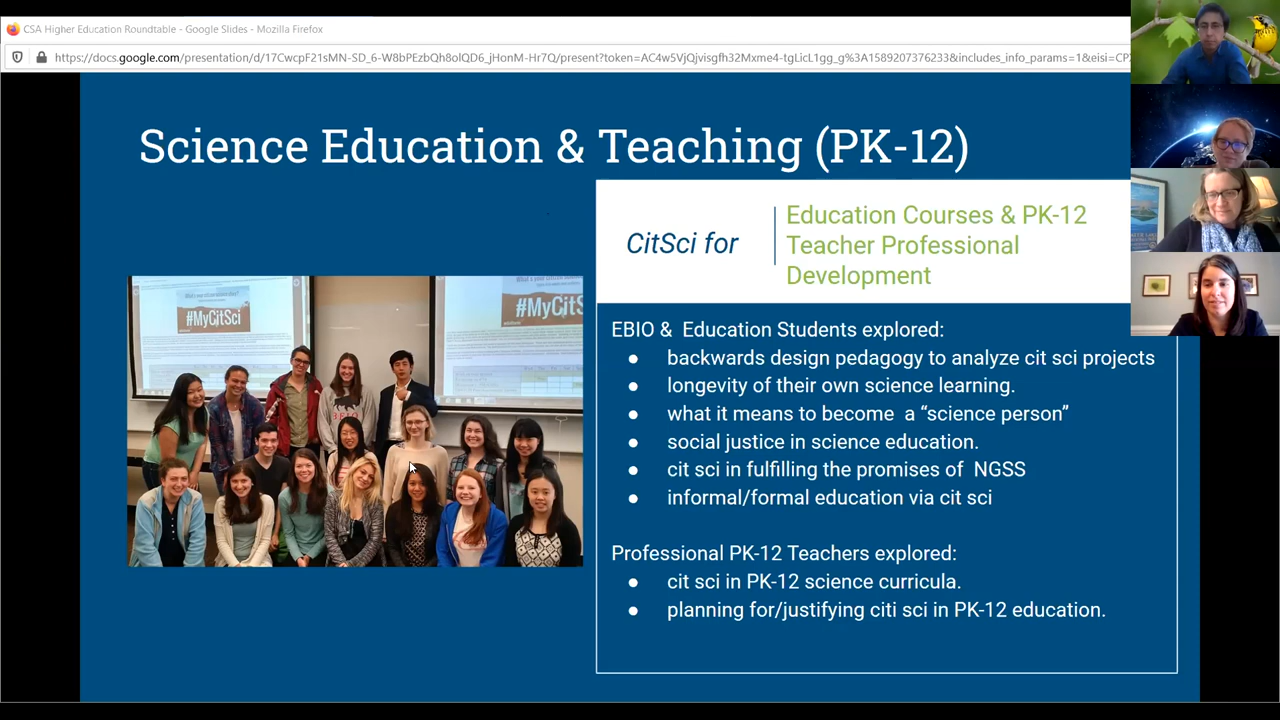 CSA Higher Education Roundtable - Google Slides - Mozilla Firefox
https://docs.google.com/presentation/d/17CwcpF21sMN-SD_6-W8bPEzhQh8olQD6_jHonM-Hr7Q/present?token=AC4w5VjQjvisgfh32Mxme4-tgLicL1gg_g%3A1589207376233&includes_info_params=1&eisi=CP
Science Education & Teaching (PK-12)
CitSci for
Education Courses & PK-12
Teacher Professional
Development
#MyCitSci
#MyCitS
EBIO & Education Students explored:
● backwards design pedagogy to analyze cit sci projects
● longevity of their own science learning.
● what it means to become a “science person”
● social justice in science education.
● cit sci in fulfilling the promises of NGSS
● informal/formal education via cit sci
Professional PK-12 Teachers explored:
● cit sci in PK-12 science curricula.
● planning for/justifying citi sci in PK-12 education.